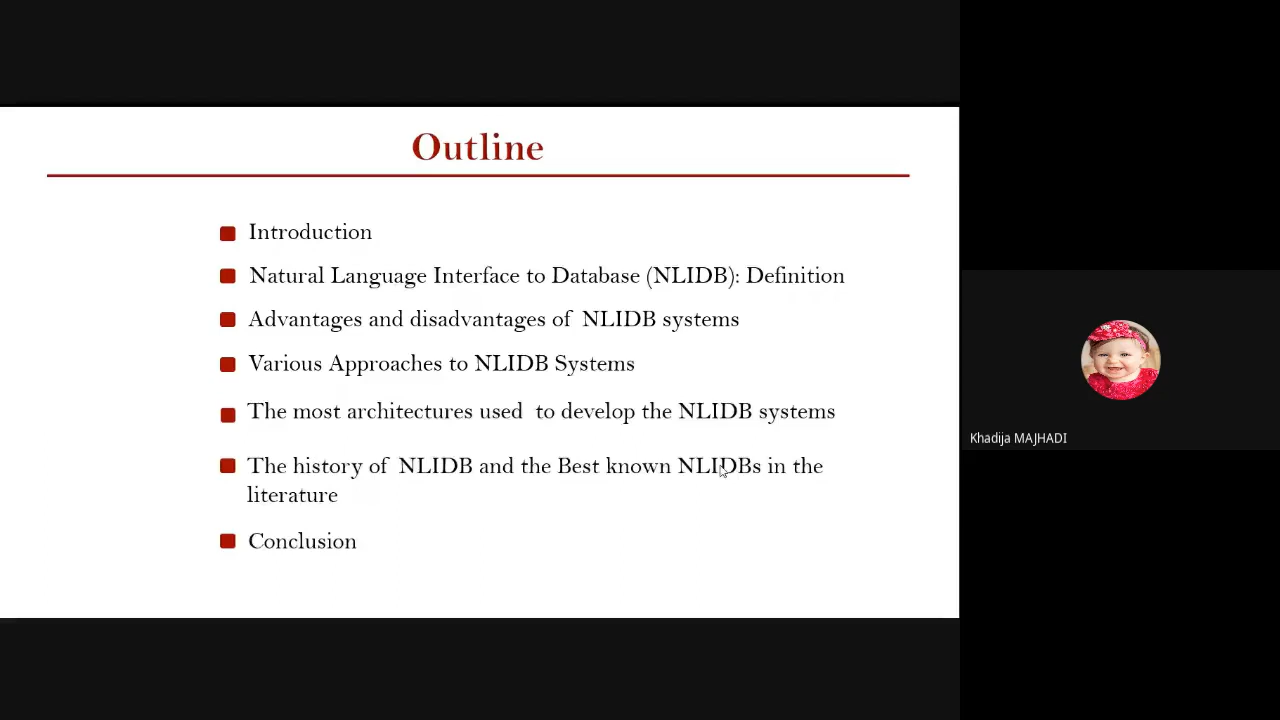 Outline
Introduction
Natural Language Interface to Database (NLIDB): Definition
Advantages and disadvantages of NLIDB systems
Various Approaches to NLIDB Systems
The most architectures used to develop the NLIDB systems
The history of NLIDB and the Best known NLIDBs in the
literature
Conclusion
Khadija MAJHADI